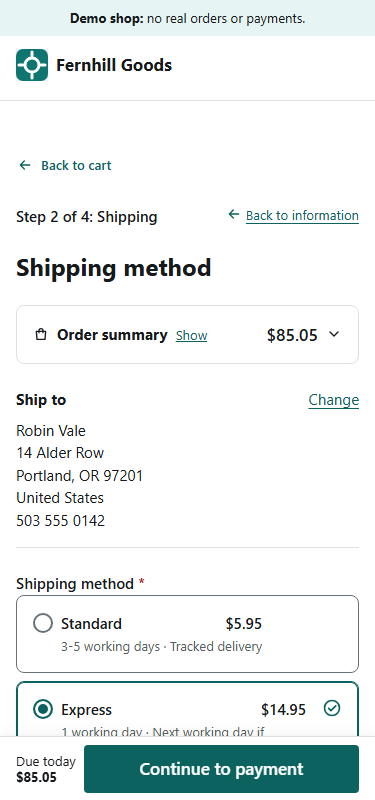 Demo shop: no real orders or payments.
Fernhill Goods
Back to cart
Step 2 of 4: Shipping
Back to information
Shipping method
Order summary Show $85.05
Ship to
Change
Robin Vale
14 Alder Row
Portland, OR 97201
United States
503 555 0142
Shipping method *
Standard $5.95
3-5 working days · Tracked delivery
Express $14.95
1 working day · Next working day if
Due today
$85.05
Continue to payment